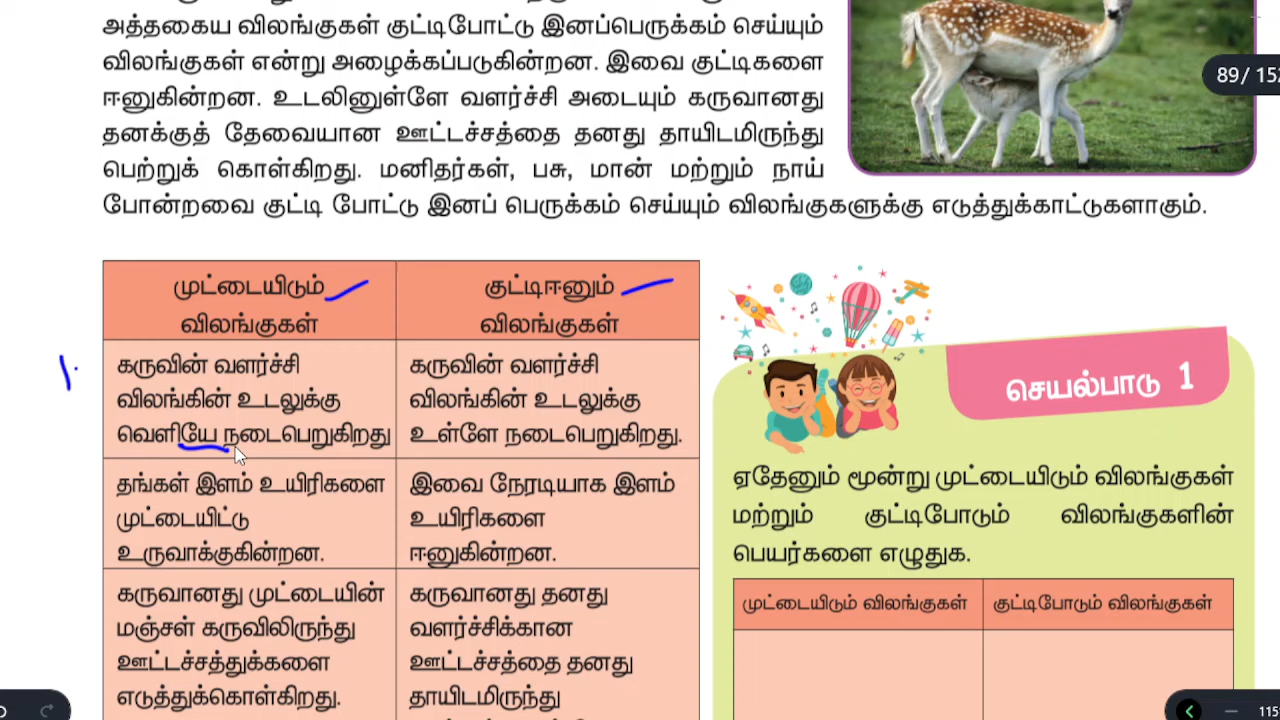 அத்தகைய விலங்குகள் குட்டிபோட்டு இனப்பெருக்கம் செய்யும்
விலங்குகள் என்று அழைக்கப்படுகின்றன. இவை குட்டிகளை
ஈனுகின்றன. உடலினுள்ளே வளர்ச்சி அடையும் கருவானது
தனக்குத் தேவையான ஊட்டச்சத்தை தனது தாயிடமிருந்து
பெற்றுக் கொள்கிறது. மனிதர்கள், பசு, மான் மற்றும் நாய்
போன்றவை குட்டி போட்டு இனப் பெருக்கம் செய்யும் விலங்குகளுக்கு எடுத்துக்காட்டுகளாகும்.
89/ 152
முட்டையிடும்
விலங்குகள்
குட்டிஈனும்
விலங்குகள்
1.
கருவின் வளர்ச்சி
விலங்கின் உடலுக்கு
வெளியே நடைபெறுகிறது
கருவின் வளர்ச்சி
விலங்கின் உடலுக்கு
உள்ளே நடைபெறுகிறது.
தங்கள் இளம் உயிரிகளை
முட்டையிட்டு
உருவாக்குகின்றன.
இவை நேரடியாக இளம்
உயிரிகளை
ஈனுகின்றன.
கருவானது முட்டையின்
மஞ்சள் கருவிலிருந்து
ஊட்டச்சத்துக்களை
எடுத்துக்கொள்கிறது.
கருவானது தனது
வளர்ச்சிக்கான
ஊட்டச்சத்தை தனது
தாயிடமிருந்து
செயல்பாடு 1
ஏதேனும் மூன்று முட்டையிடும் விலங்குகள்
மற்றும் குட்டிபோடும் விலங்குகளின்
பெயர்களை எழுதுக.
முட்டையிடும் விலங்குகள்
குட்டிபோடும் விலங்குகள்
115